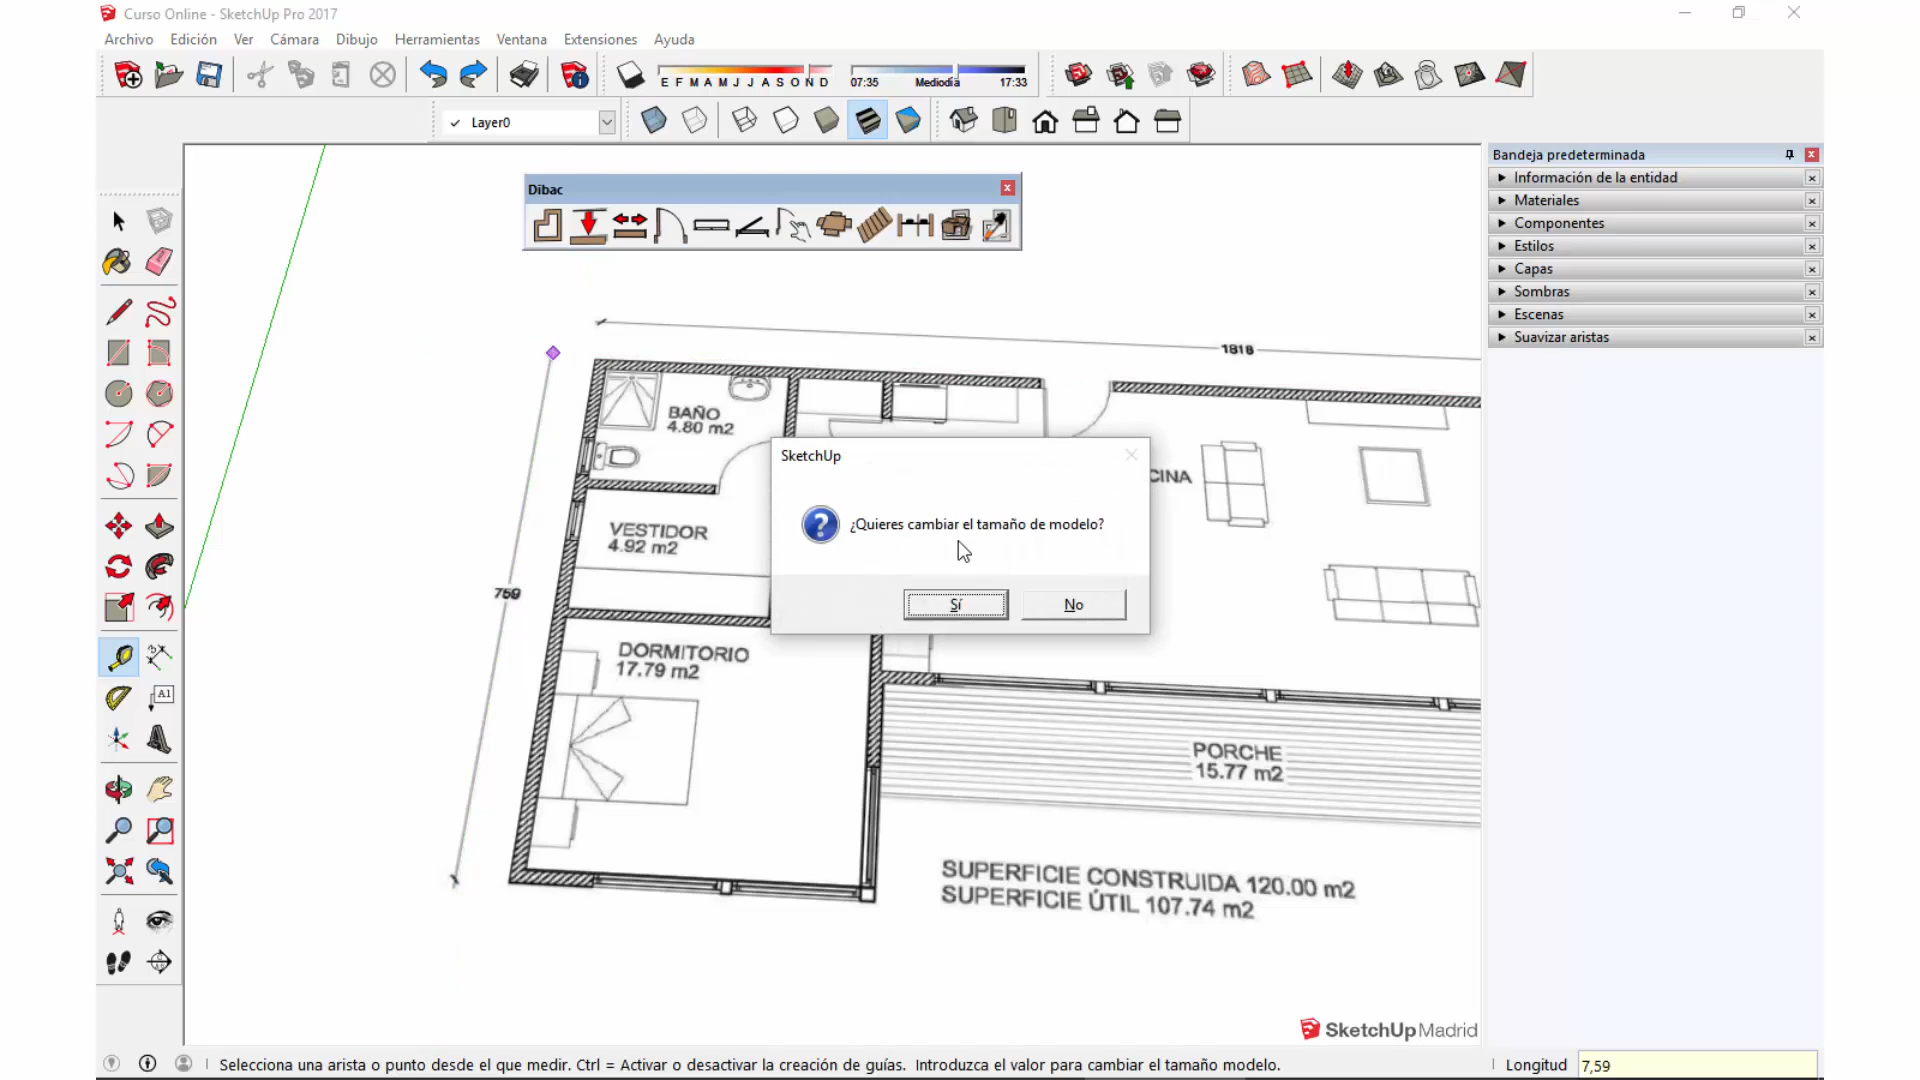 Curso Online - SketchUp Pro 2017
Archivo Edición Ver Cámara Dibujo Herramientas Ventana Extensiones Ayuda
E F M A M J J A S O N D 07:35 Mediodía 17:33
Layer0
Bandeja predeterminada
Información de la entidad
Materiales
Componentes
Estilos
Capas
Sombras
Escenas
Suavizar aristas
Dibac
1818
BAÑO
4.80 m2
CINA
VESTIDOR
4.92 m2
759
DORMITORIO
17.79 m2
SketchUp
¿Quieres cambiar el tamaño de modelo?
Sí No
PORCHE
15.77 m2
SUPERFICIE CONSTRUIDA 120.00 m2
SUPERFICIE ÚTIL 107.74 m2
A1
SketchUp Madrid
Selecciona una arista o punto desde el que medir. Ctrl = Activar o desactivar la creación de guías. Introduzca el valor para cambiar el tamaño modelo. Longitud 7,59